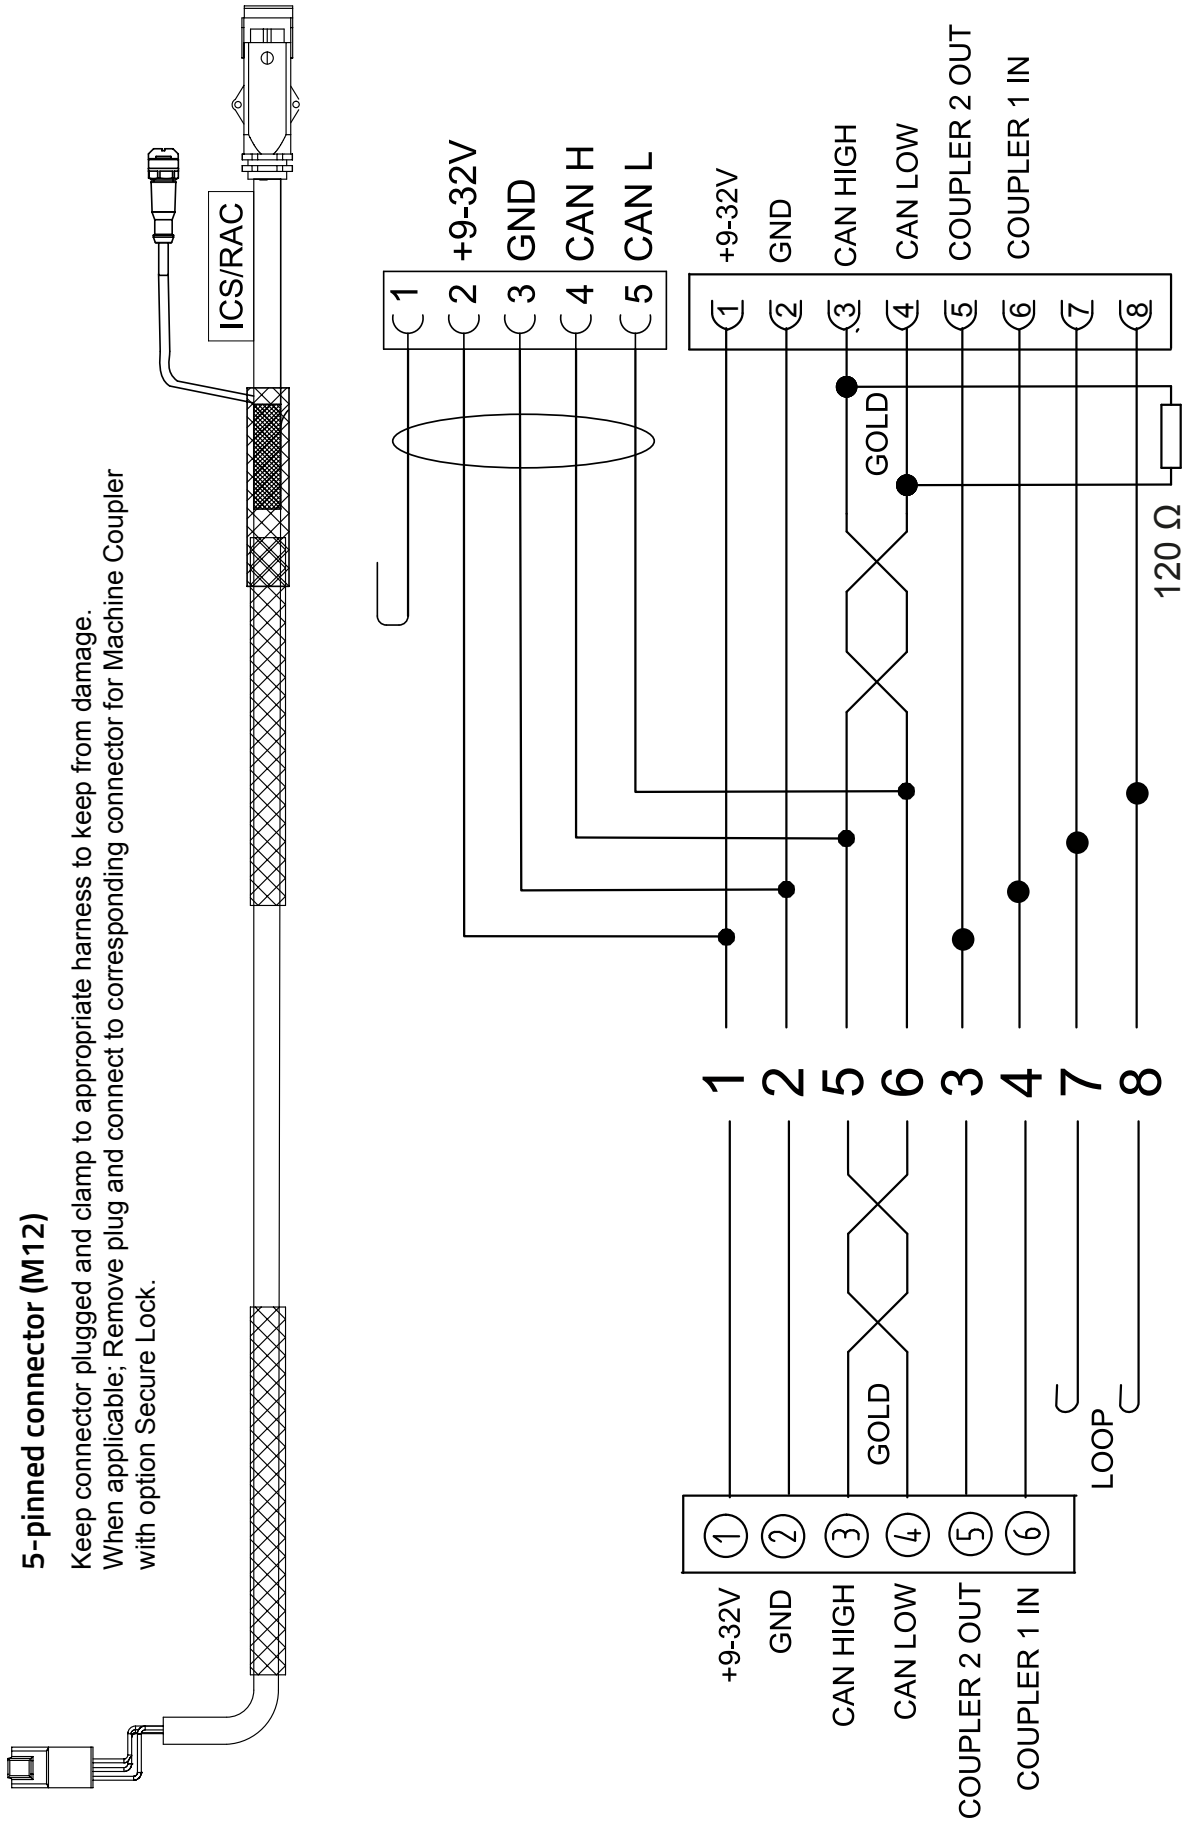 5-pinned connector (M12)
Keep connector plugged and clamp to appropriate harness to keep from damage.
When applicable; Remove plug and connect to corresponding connector for Machine Coupler
with option Secure Lock.
ICS/RAC
1
2 +9-32V
3 GND
4 CAN H
5 CAN L
+9-32V 1 1 1 +9-32V
GND 2 2 2 GND
CAN HIGH 3 5 3 CAN HIGH
GOLD GOLD
CAN LOW 4 6 4 CAN LOW
COUPLER 2 OUT 5 3 5 COUPLER 2 OUT
COUPLER 1 IN 6 4 6 COUPLER 1 IN
7 7
LOOP
8 8
120 Ω